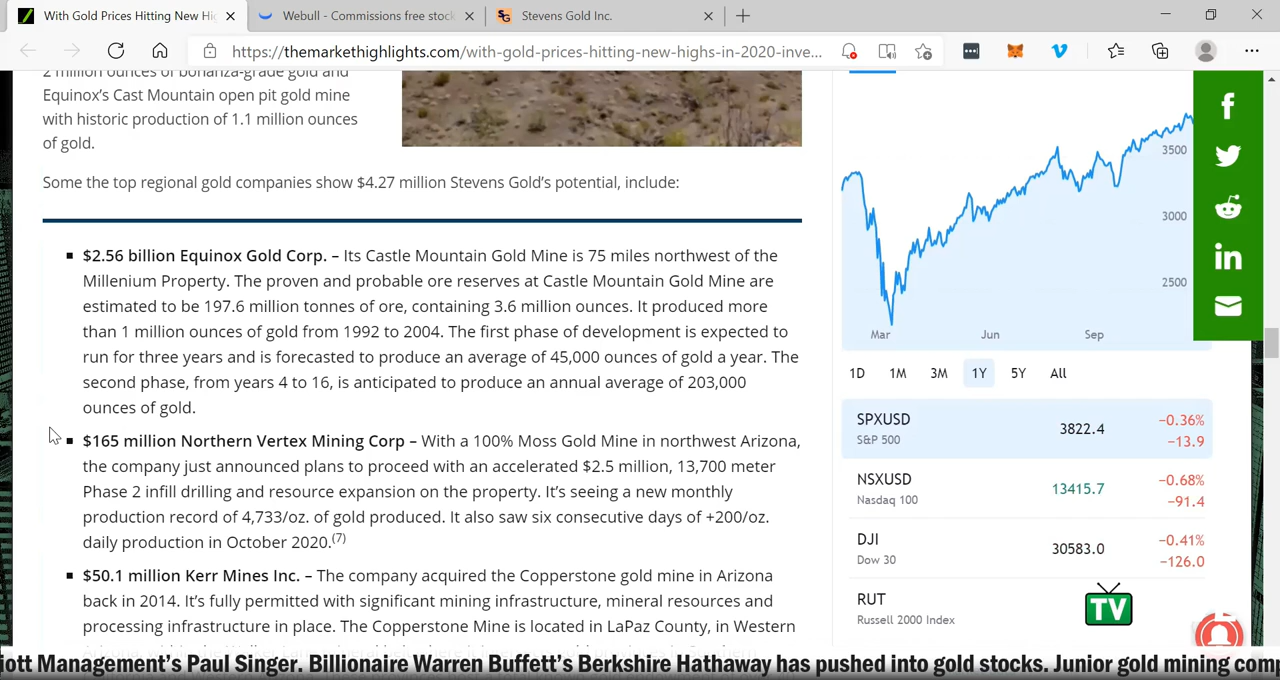 With Gold Prices Hitting New Hi
Webull - Commissions free stock
Stevens Gold Inc.
https://themarkethighlights.com/with-gold-prices-hitting-new-highs-in-2020-inve...
2 million ounces of bonanza-grade gold and
Equinox's Cast Mountain open pit gold mine
with historic production of 1.1 million ounces
of gold.
Some the top regional gold companies show $4.27 million Stevens Gold's potential, include:
$2.56 billion Equinox Gold Corp. – Its Castle Mountain Gold Mine is 75 miles northwest of the
Millenium Property. The proven and probable ore reserves at Castle Mountain Gold Mine are
estimated to be 197.6 million tonnes of ore, containing 3.6 million ounces. It produced more
than 1 million ounces of gold from 1992 to 2004. The first phase of development is expected to
run for three years and is forecasted to produce an average of 45,000 ounces of gold a year. The
second phase, from years 4 to 16, is anticipated to produce an annual average of 203,000
ounces of gold.
$165 million Northern Vertex Mining Corp – With a 100% Moss Gold Mine in northwest Arizona,
the company just announced plans to proceed with an accelerated $2.5 million, 13,700 meter
Phase 2 infill drilling and resource expansion on the property. It's seeing a new monthly
production record of 4,733/oz. of gold produced. It also saw six consecutive days of +200/oz.
daily production in October 2020.(7)
$50.1 million Kerr Mines Inc. – The company acquired the Copperstone gold mine in Arizona
back in 2014. It's fully permitted with significant mining infrastructure, mineral resources and
processing infrastructure in place. The Copperstone Mine is located in LaPaz County, in Western
3500
3000
2500
Mar Jun Sep
1D 1M 3M 1Y 5Y All
SPXUSD 3822.4 −0.36%
S&P 500 −13.9
NSXUSD 13415.7 −0.68%
Nasdaq 100 −91.4
DJI 30583.0 −0.41%
Dow 30 −126.0
RUT
Russell 2000 Index
TV
iott Management's Paul Singer. Billionaire Warren Buffett's Berkshire Hathaway has pushed into gold stocks. Junior gold mining comp